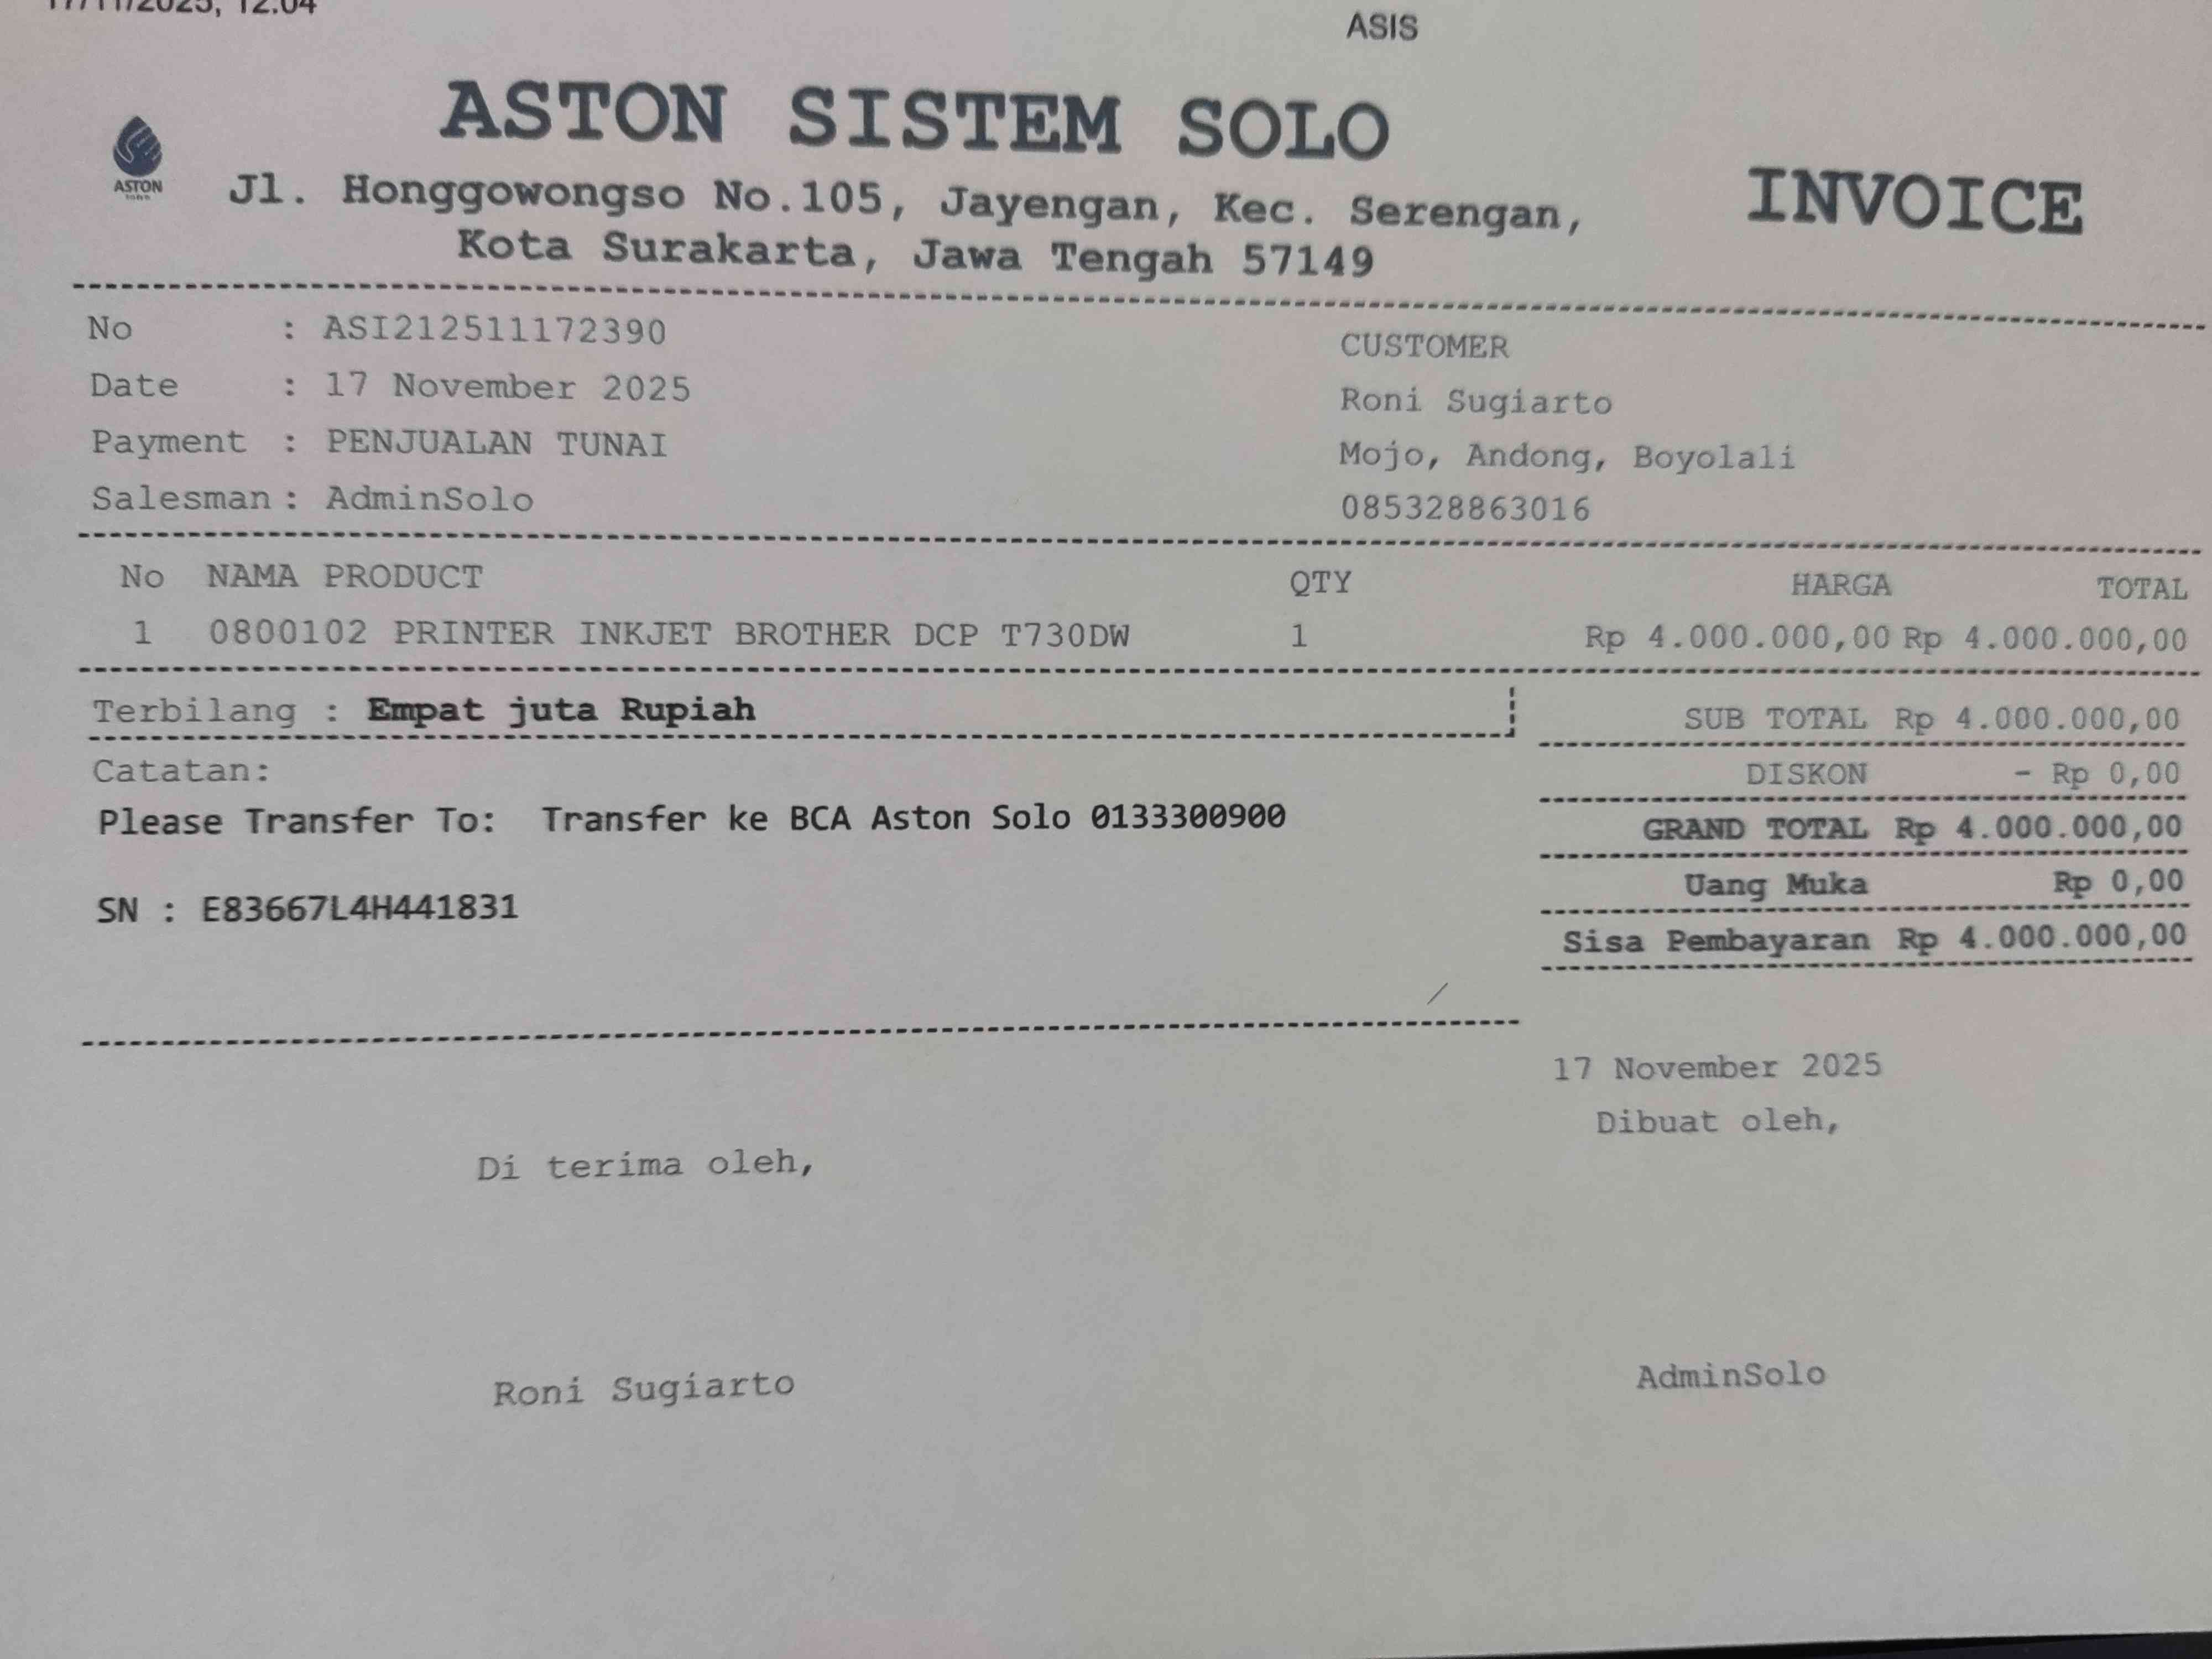 17/11/2025, 12.04
ASIS
ASTON SISTEM SOLO
ASTON
Jl. Honggowongso No.105, Jayengan, Kec. Serengan,
Kota Surakarta, Jawa Tengah 57149
INVOICE
No : ASI212511172390
Date : 17 November 2025
Payment : PENJUALAN TUNAI
Salesman : AdminSolo
CUSTOMER
Roni Sugiarto
Mojo, Andong, Boyolali
085328863016
No NAMA PRODUCT QTY HARGA TOTAL
1 0800102 PRINTER INKJET BROTHER DCP T730DW 1 Rp 4.000.000,00 Rp 4.000.000,00
Terbilang : Empat juta Rupiah
Catatan:
Please Transfer To: Transfer ke BCA Aston Solo 0133300900
SN : E83667L4H441831
SUB TOTAL Rp 4.000.000,00
DISKON - Rp 0,00
GRAND TOTAL Rp 4.000.000,00
Uang Muka Rp 0,00
Sisa Pembayaran Rp 4.000.000,00
17 November 2025
Dibuat oleh,
Di terima oleh,
Roni Sugiarto
AdminSolo